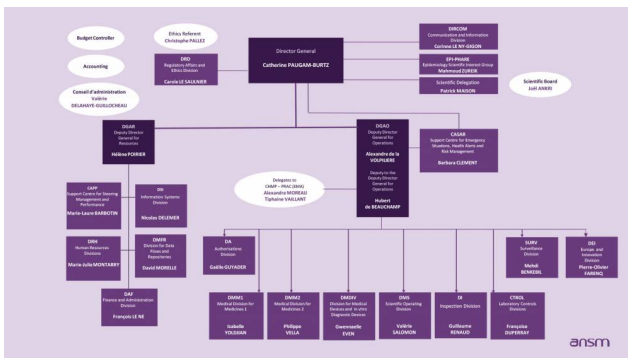 Budget Controller
Accounting
Conseil d'administration
Valérie
DELAHAYE-GUILLOCHEAU
Ethics Referent
Christophe PALLEZ
DRD
Regulatory Affairs and
Ethics Division
Carole LE SAULNIER
Director General
Catherine PAUGAM-BURTZ
DIRCOM
Communication and Information
Division
Corinne LE NY-GIGON
EPI-PHARE
Epidemiology Scientific Interest Group
Mahmoud ZUREIK
Scientific Delegation
Patrick MAISON
Scientific Board
Joël ANKRI
DGAR
Deputy Director
General for
Resources
Hélène POIRIER
DGAO
Deputy Director
General for
Operations
Alexandre de la
VOLPILIERE
Deputy to the
Deputy Director
General for
Operations
Hubert
de BEAUCHAMP
CASAR
Support Centre for Emergency
Situations, Health Alerts and
Risk Management
Barbara CLEMENT
Delegates to
CHMP – PRAC (EMA)
Alexandre MOREAU
Tiphaine VAILLANT
CAPP
Support Centre for Steering
Management and
Performance
Marie-Laure BARBOTIN
DSI
Information Systems
Division
Nicolas DELEMER
DRH
Human Resources
Divisions
Marie-Julie MONTARRY
DMFR
Division for Data
Flows and
Repositories
David MORELLE
DAF
Finance and Administration
Division
François LE NE
DA
Authorisations
Division
Gaëlle GUYADER
SURV
Surveillance
Division
Mehdi
BENKEBIL
DEI
Europe and
Innovation
Division
Pierre-Olivier
FARENQ
DMM1
Medical Division for
Medicines 1
Isabelle
YOLDJIAN
DMM2
Medical Division for
Medicines 2
Philippe
VELLA
DMDIV
Division for Medical
Devices and in vitro
Diagnostic Devices
Gwennaelle
EVEN
DMS
Scientific Operating
Division
Valérie
SALOMON
DI
Inspection Division
Guillaume
RENAUD
CTROL
Laboratory Controls
Divisions
Françoise
DUPERRAY
ansm